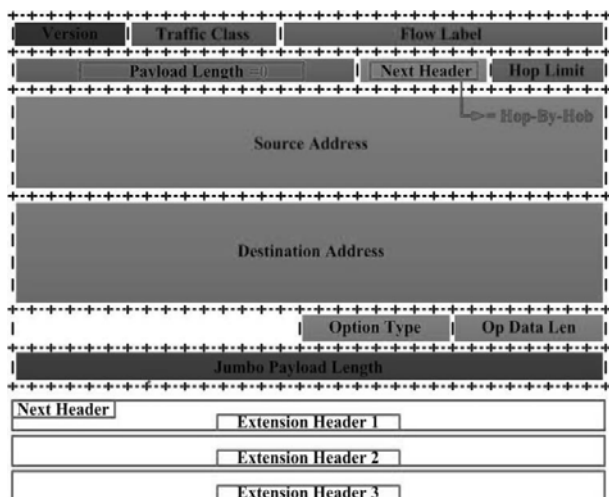 Version Traffic Class Flow Label
Payload Length =0 Next Header Hop Limit
= Hop-By-Hob
Source Address
Destination Address
Option Type Op Data Len
Jumbo Payload Length
Next Header
Extension Header 1
Extension Header 2
Extension Header 3